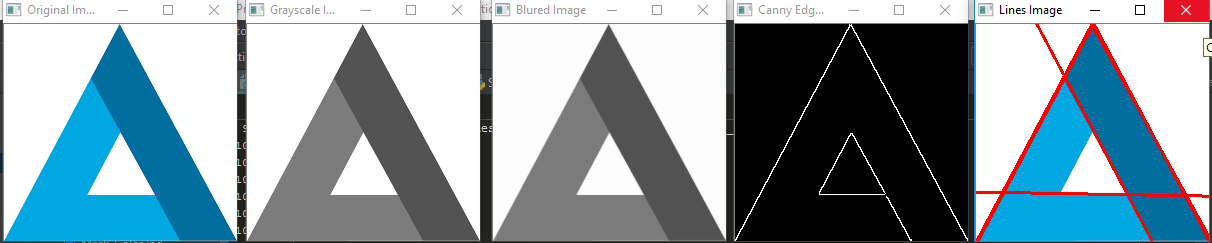 Original Im...
Grayscale I...
Blured Image
Canny Edg...
Lines Image